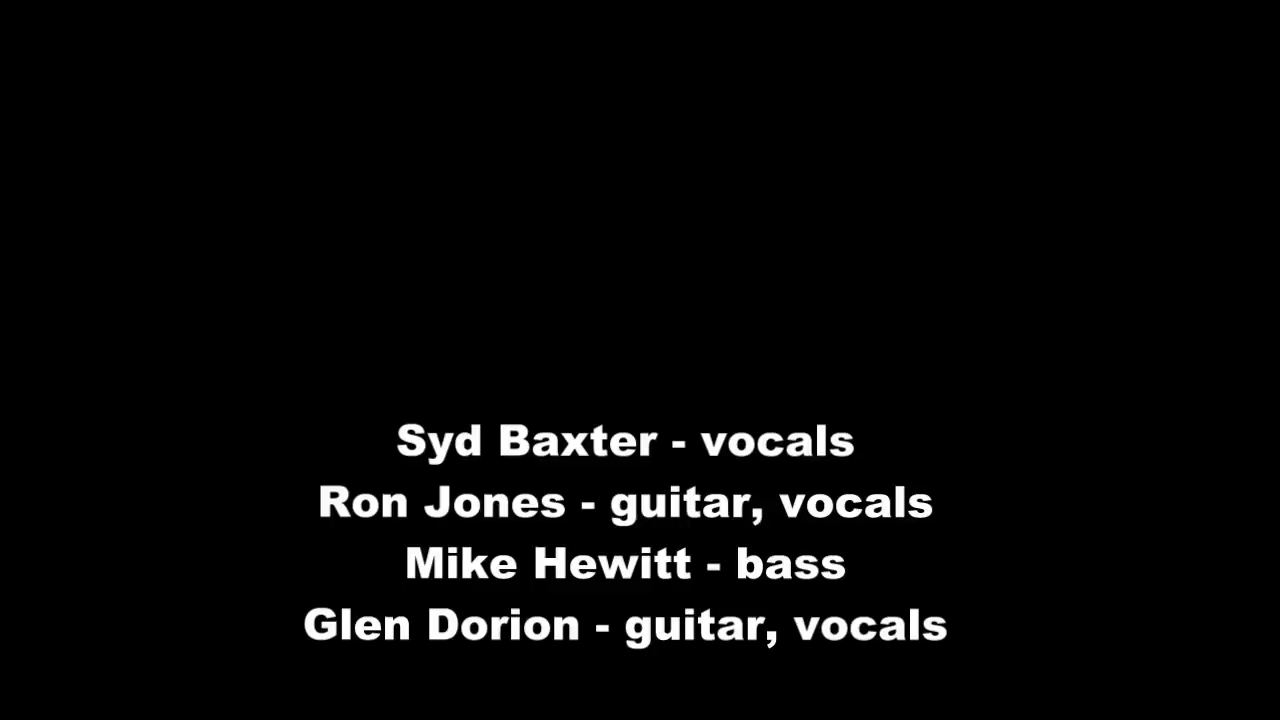 Syd Baxter - vocals
Ron Jones - guitar, vocals
Mike Hewitt - bass
Glen Dorion - guitar, vocals